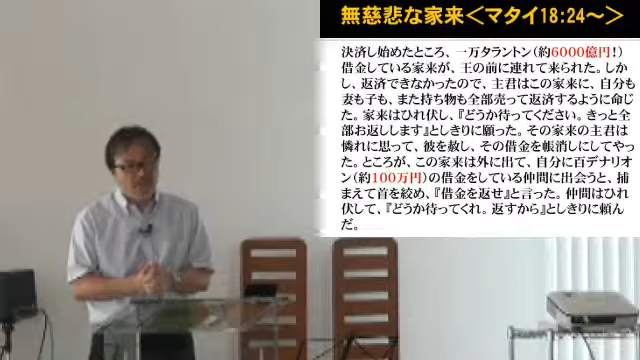 無慈悲な家来＜マタイ18:24～＞
決済し始めたところ、一万タラントン（約6000億円！）
借金している家来が、王の前に連れて来られた。しか
し、返済できなかったので、主君はこの家来に、自分も
妻も子も、また持ち物も全部売って返済するように命じ
た。家来はひれ伏し、『どうか待ってください。きっと全
部お返しします』としきりに願った。その家来の主君は
憐れに思って、彼を赦し、その借金を帳消しにしてやっ
た。ところが、この家来は外に出て、自分に百デナリオ
ン（約100万円）の借金をしている仲間に出会うと、捕
まえて首を絞め、『借金を返せ』と言った。仲間はひれ
伏して、『どうか待ってくれ。返すから』としきりに頼ん
だ。